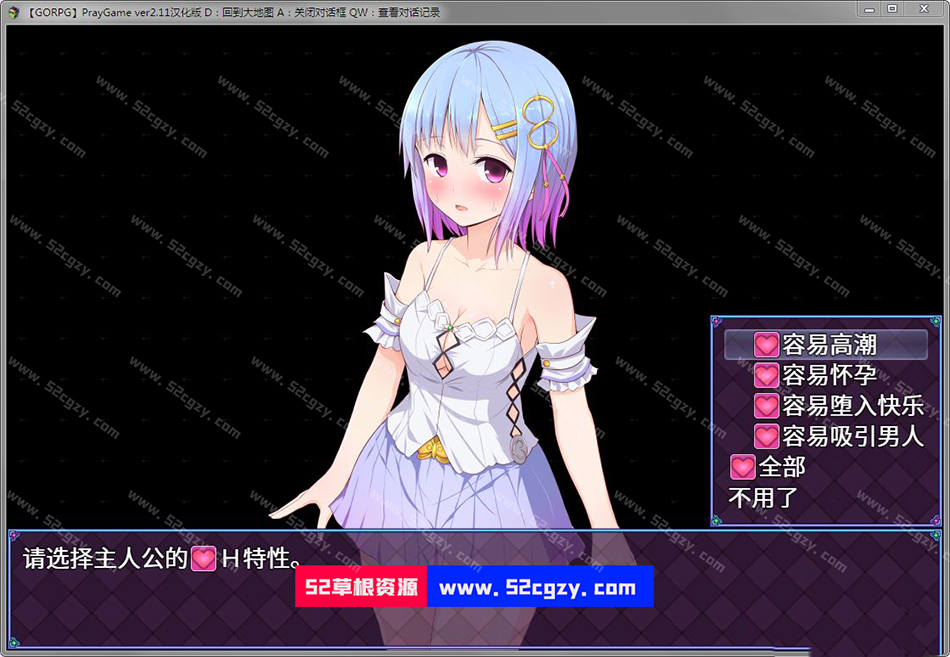 【GORPG】PrayGame ver2.11汉化版 D：回到大地图 A：关闭对话框 QW：查看对话记录
容易高潮
容易怀孕
容易堕入快乐
容易吸引男人
全部
不用了
请选择主人公的H特性。
52草根资源 www.52cgzy.com
www.52cgzy.com